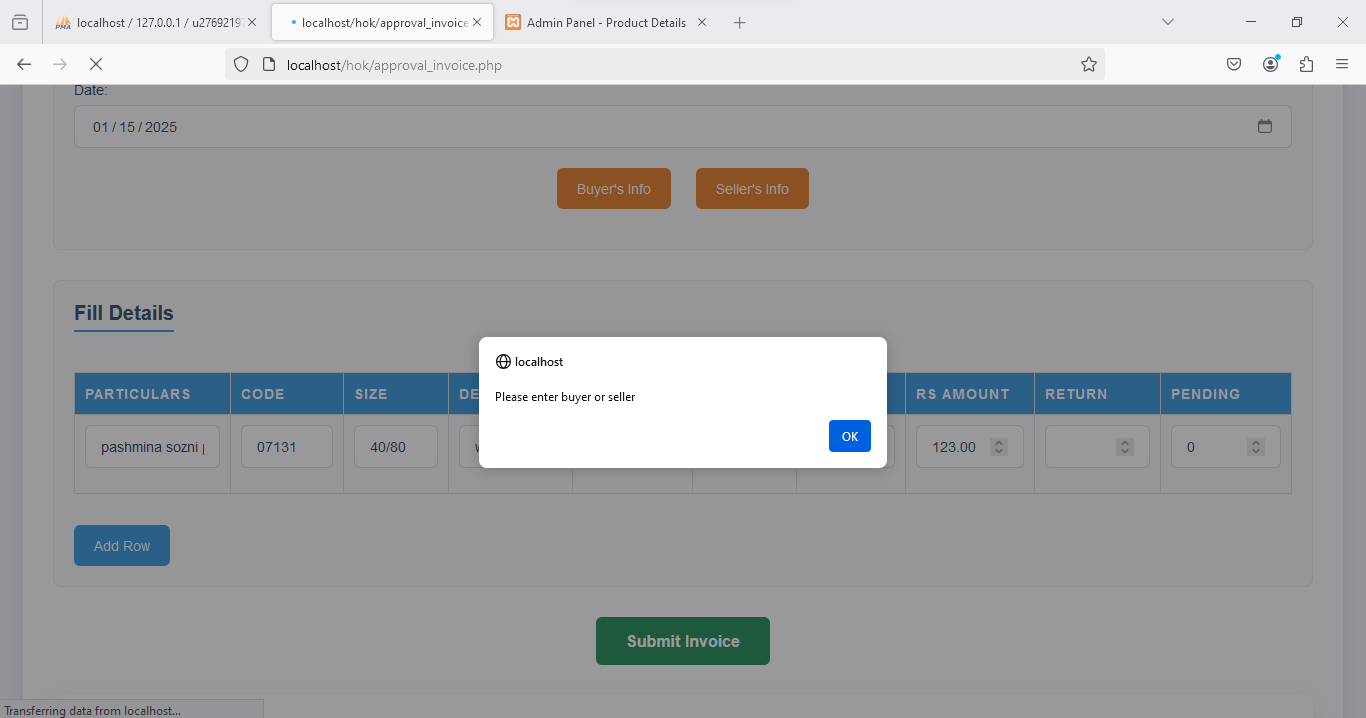 localhost / 127.0.0.1 / u2769219
localhost/hok/approval_invoice
Admin Panel - Product Details
localhost/hok/approval_invoice.php
Date:
01 / 15 / 2025
Buyer's Info
Seller's Info
Fill Details
localhost
Please enter buyer or seller
OK
PARTICULARS CODE SIZE DE RS AMOUNT RETURN PENDING
pashmina sozni 07131 40/80 123.00 0
Add Row
Submit Invoice
Transferring data from localhost...